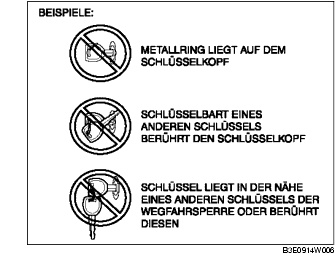 BEISPIELE:
METALLRING LIEGT AUF DEM
SCHLÜSSELKOPF
SCHLÜSSELBART EINES
ANDEREN SCHLÜSSELS
BERÜHRT DEN SCHLÜSSELKOPF
SCHLÜSSEL LIEGT IN DER NÄHE
EINES ANDEREN SCHLÜSSELS DER
WEGFAHRSPERRE ODER BERÜHRT
DIESEN
B3E0914W006